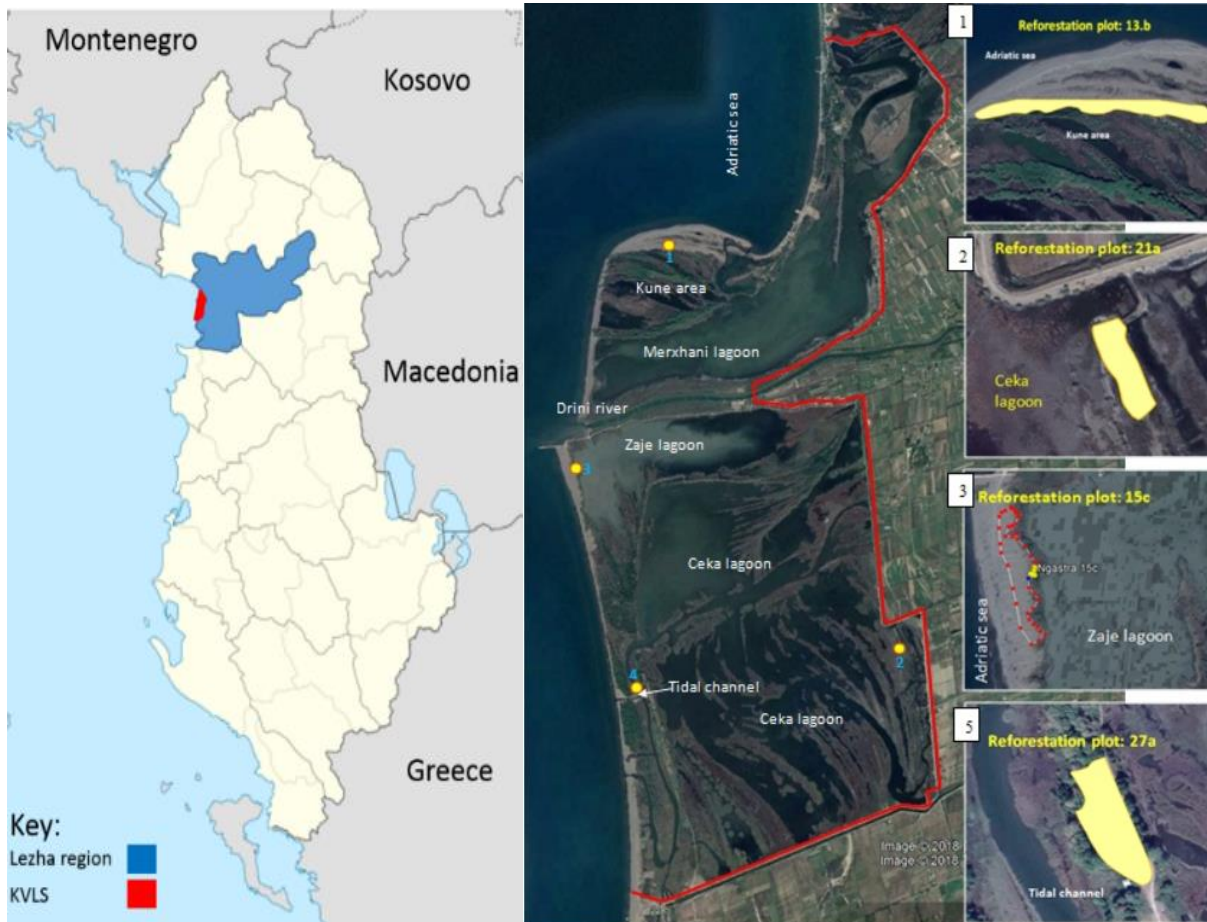 Montenegro
Kosovo
Macedonia
Greece
Key:
Lezha region
KVLS
Adriatic sea
1
Kune area
Merxhani lagoon
Drini river
Zaje lagoon
3
Ceka lagoon
2
4
Tidal channel
Ceka lagoon
Image © 2018
Image © 2018
1
Reforestation plot: 13.b
Adriatic sea
Kune area
2
Reforestation plot: 21a
Ceka
lagoon
3
Reforestation plot: 15c
Ngastra 15c
Adriatic sea
Zaje lagoon
5
Reforestation plot: 27a
Tidal channel